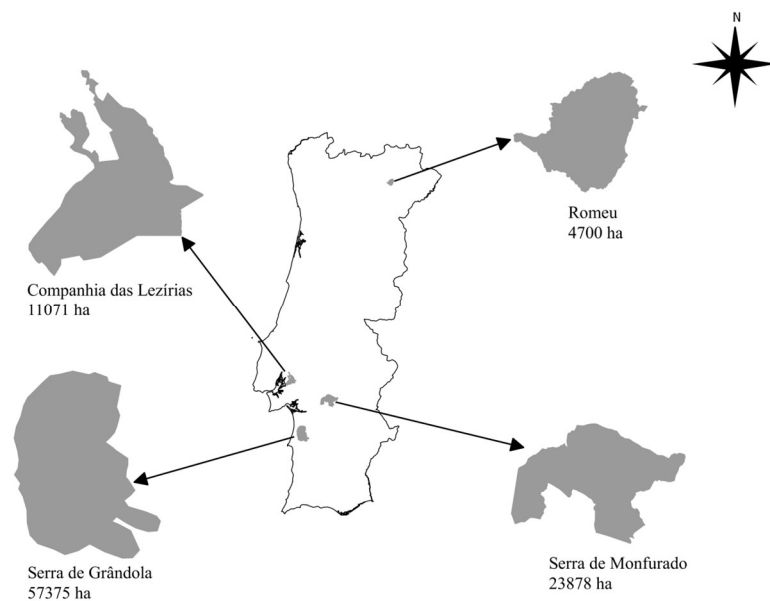 N
Romeu
4700 ha
Companhia das Lezírias
11071 ha
Serra de Grândola
57375 ha
Serra de Monfurado
23878 ha